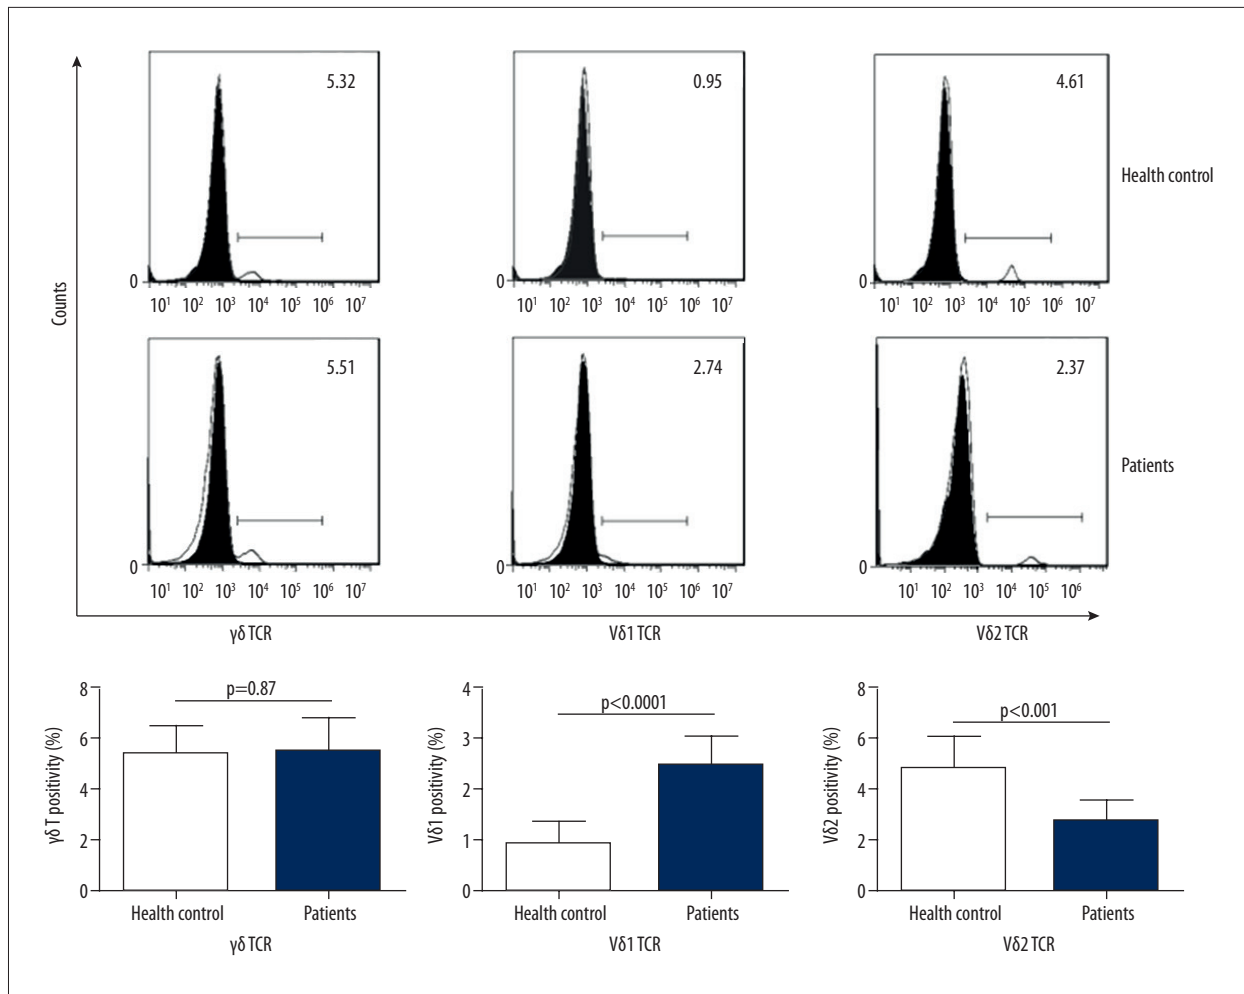 5.32
0.95
4.61
Health control
0
10¹ 10² 10³ 10⁴ 10⁵ 10⁶ 10⁷
0
10¹ 10² 10³ 10⁴ 10⁵ 10⁶ 10⁷
0
10¹ 10² 10³ 10⁴ 10⁵ 10⁶ 10⁷
Counts
5.51
2.74
2.37
Patients
0
10¹ 10² 10³ 10⁴ 10⁵ 10⁶ 10⁷
0
10¹ 10² 10³ 10⁴ 10⁵ 10⁶ 10⁷
0
10¹ 10² 10³ 10⁴ 10⁵ 10⁶
γδ TCR
Vδ1 TCR
Vδ2 TCR
γδ T positivity (%)
8
6
4
2
0
p=0.87
Health control
Patients
γδ TCR
Vδ1 positivity (%)
4
3
2
1
0
p<0.0001
Health control
Patients
Vδ1 TCR
Vδ2 positivity (%)
8
6
4
2
0
p<0.001
Health control
Patients
Vδ2 TCR